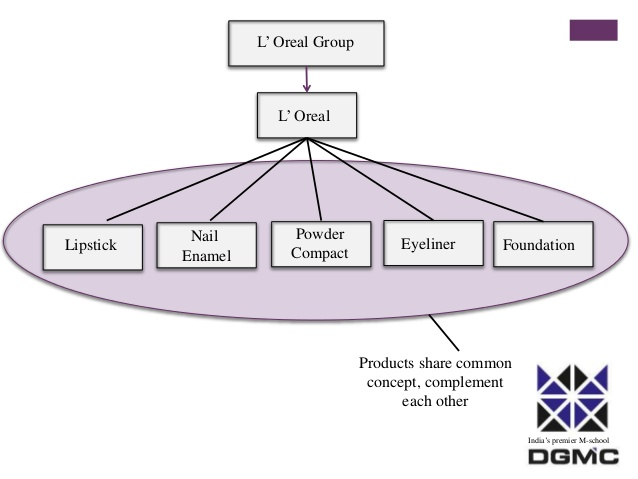 L’ Oreal Group
L’ Oreal
Lipstick
Nail
Enamel
Powder
Compact
Eyeliner
Foundation
Products share common
concept, complement
each other
India’s premier M-school
DGMC